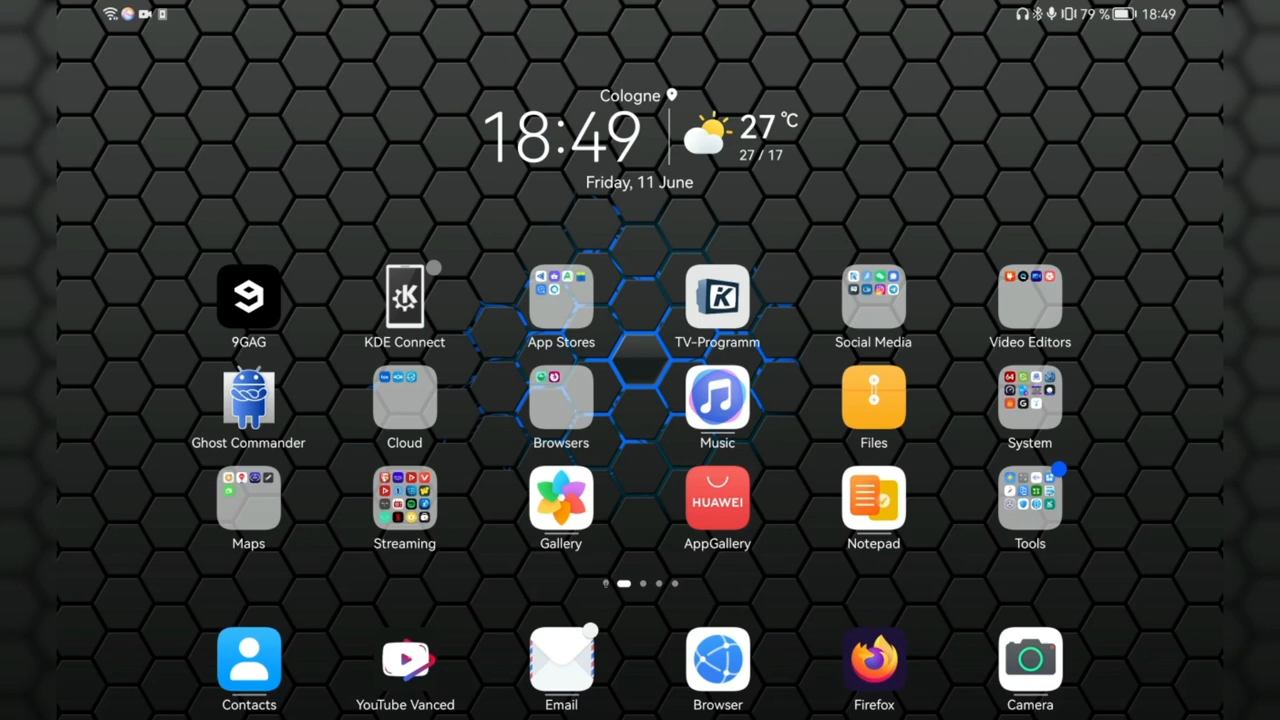 79 % 18:49
Cologne
18:49
27 °C
27 / 17
Friday, 11 June
9GAG
KDE Connect
App Stores
TV-Programm
Social Media
Video Editors
Ghost Commander
Cloud
Browsers
Music
Files
System
HUAWEI
Maps
Streaming
Gallery
AppGallery
Notepad
Tools
Contacts
YouTube Vanced
Email
Browser
Firefox
Camera